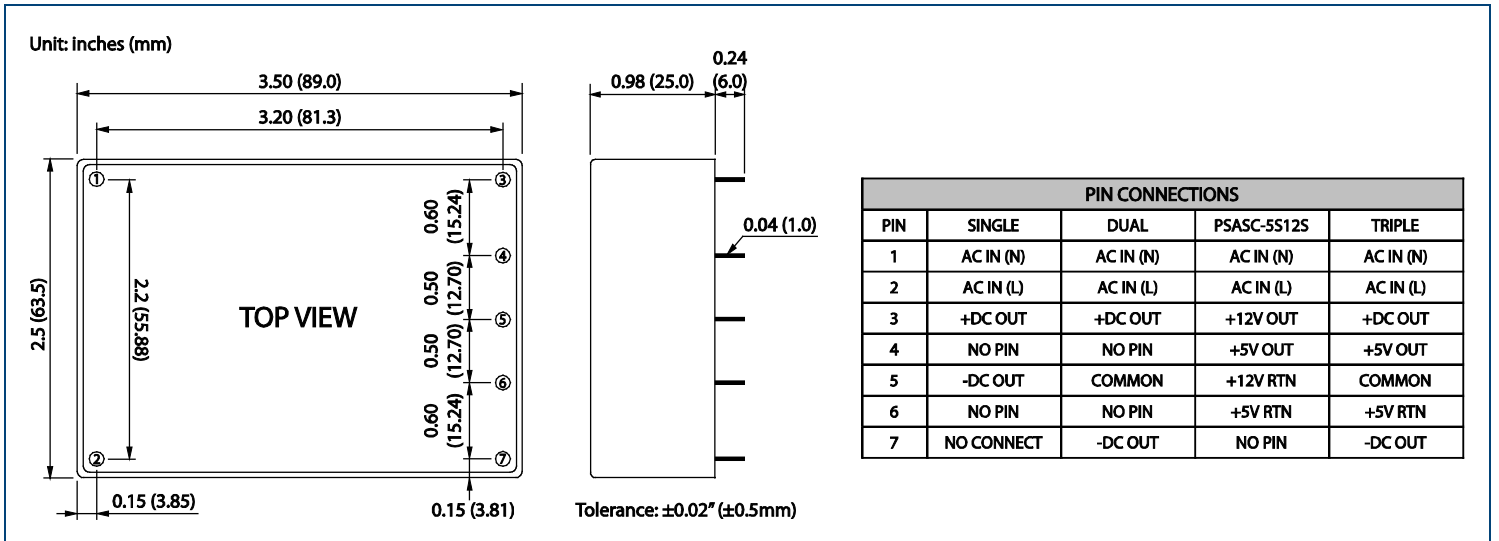 Unit: inches (mm)
3.50 (89.0)
3.20 (81.3)
0.98 (25.0)
0.24
(6.0)
1
3
0.60
(15.24)
4
0.04 (1.0)
0.50
(12.70)
2.5 (63.5)
2.2 (55.88)
TOP VIEW
5
0.50
(12.70)
6
0.60
(15.24)
2
7
0.15 (3.85)
0.15 (3.81)
Tolerance: ±0.02” (±0.5mm)
PIN CONNECTIONS
PIN SINGLE DUAL PSASC-5S12S TRIPLE
1 AC IN (N) AC IN (N) AC IN (N) AC IN (N)
2 AC IN (L) AC IN (L) AC IN (L) AC IN (L)
3 +DC OUT +DC OUT +12V OUT +DC OUT
4 NO PIN NO PIN +5V OUT +5V OUT
5 -DC OUT COMMON +12V RTN COMMON
6 NO PIN NO PIN +5V RTN +5V RTN
7 NO CONNECT -DC OUT NO PIN -DC OUT